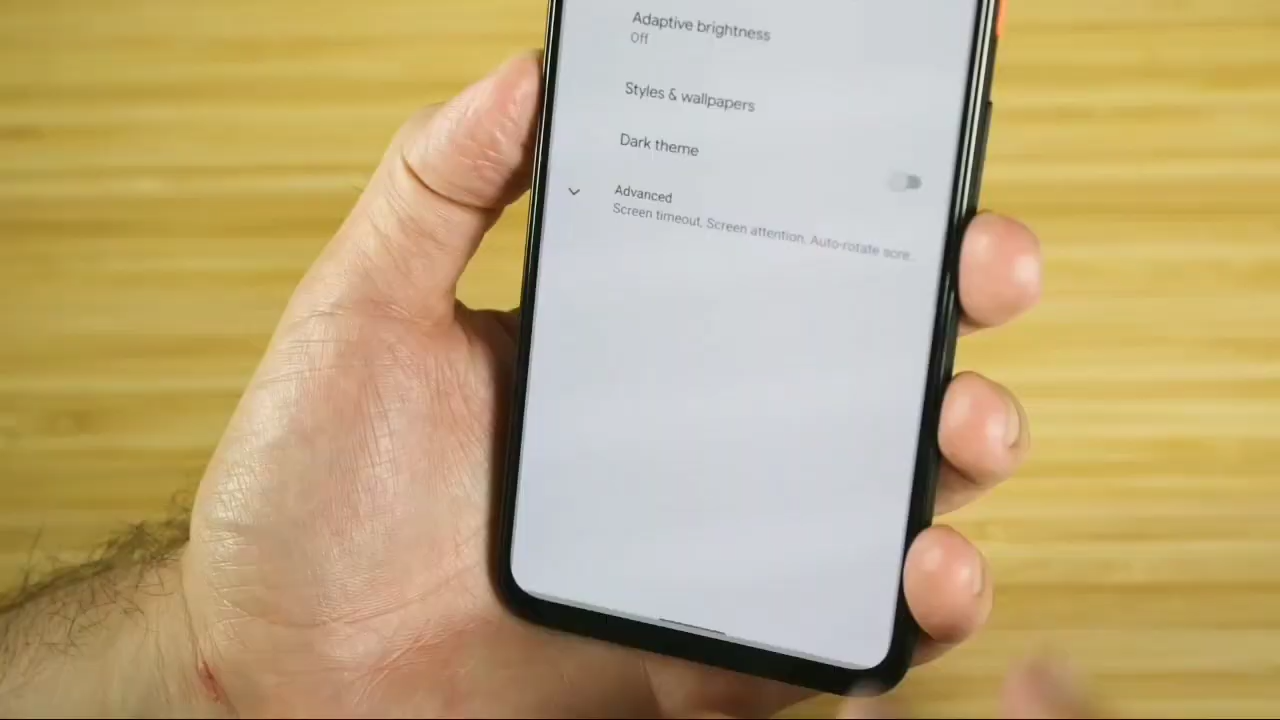 Adaptive brightness
Off
Styles & wallpapers
Dark theme
Advanced
Screen timeout, Screen attention, Auto-rotate scre..